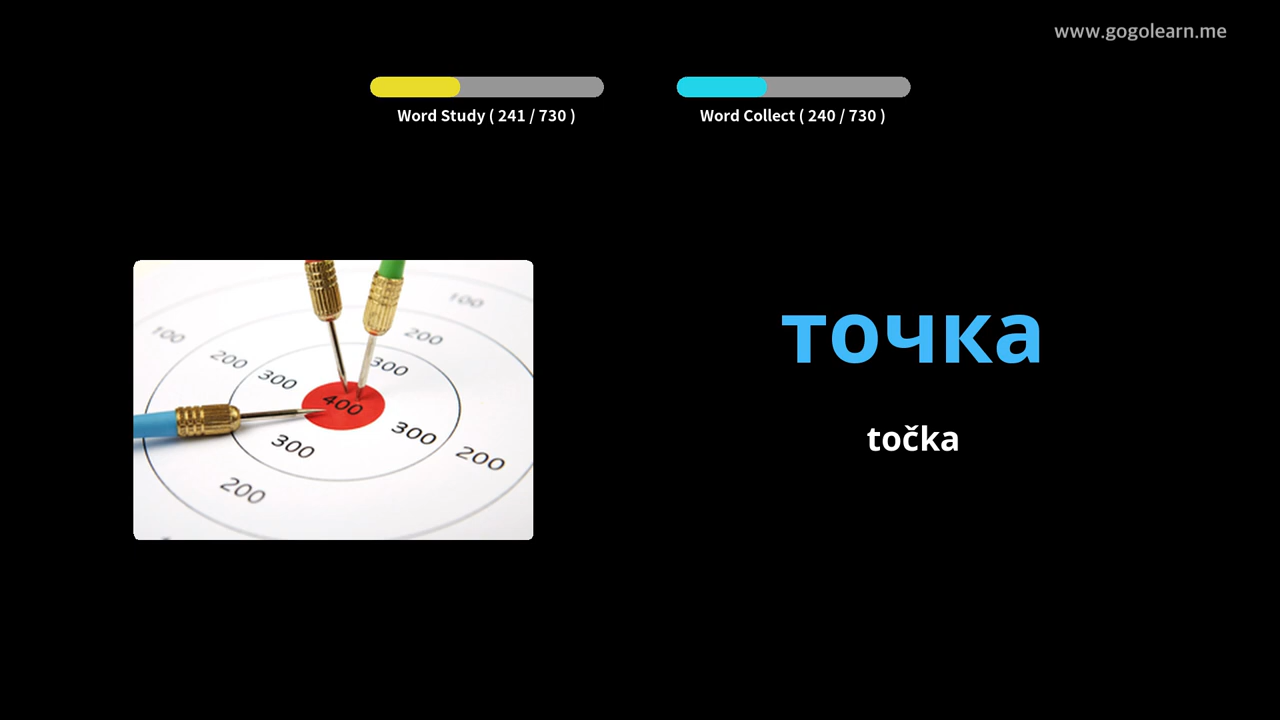 www.gogolearn.me
Word Study ( 241 / 730 )
Word Collect ( 240 / 730 )
100
100
200
200
300
300
400
300
300
200
200
точка
točka